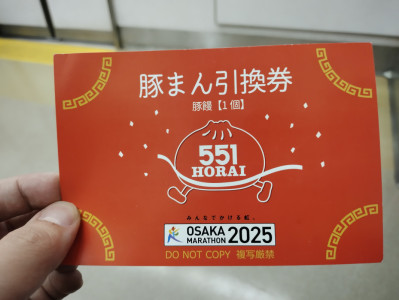 豚まん引換券
豚饅【1個】
551
HORAI
みんなでかける虹。
OSAKA
MARATHON 2025
DO NOT COPY 複写厳禁